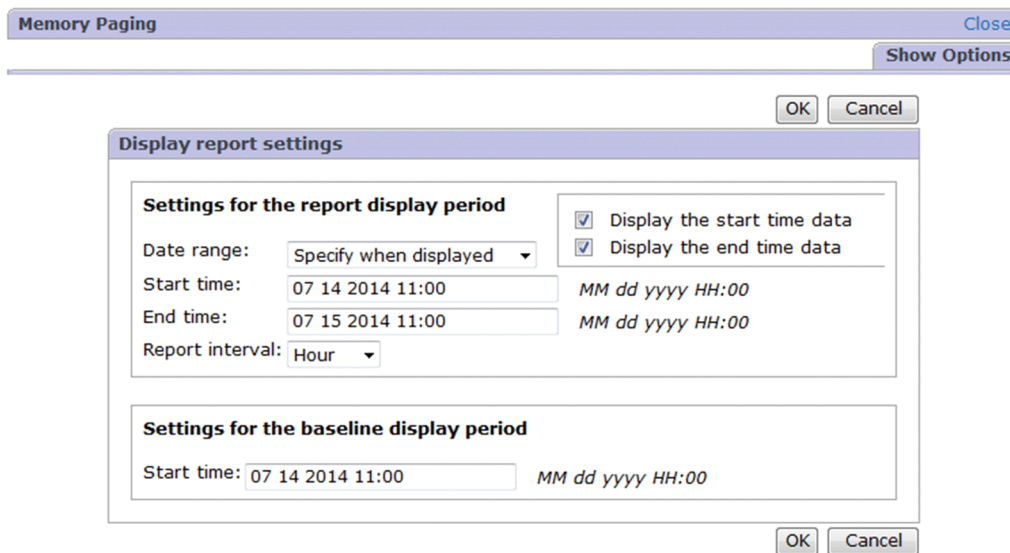 Memory Paging Close
Show Options
OK Cancel
Display report settings
Settings for the report display period
Display the start time data
Display the end time data
Date range: Specify when displayed
Start time: 07 14 2014 11:00 MM dd yyyy HH:00
End time: 07 15 2014 11:00 MM dd yyyy HH:00
Report interval: Hour
Settings for the baseline display period
Start time: 07 14 2014 11:00 MM dd yyyy HH:00
OK Cancel